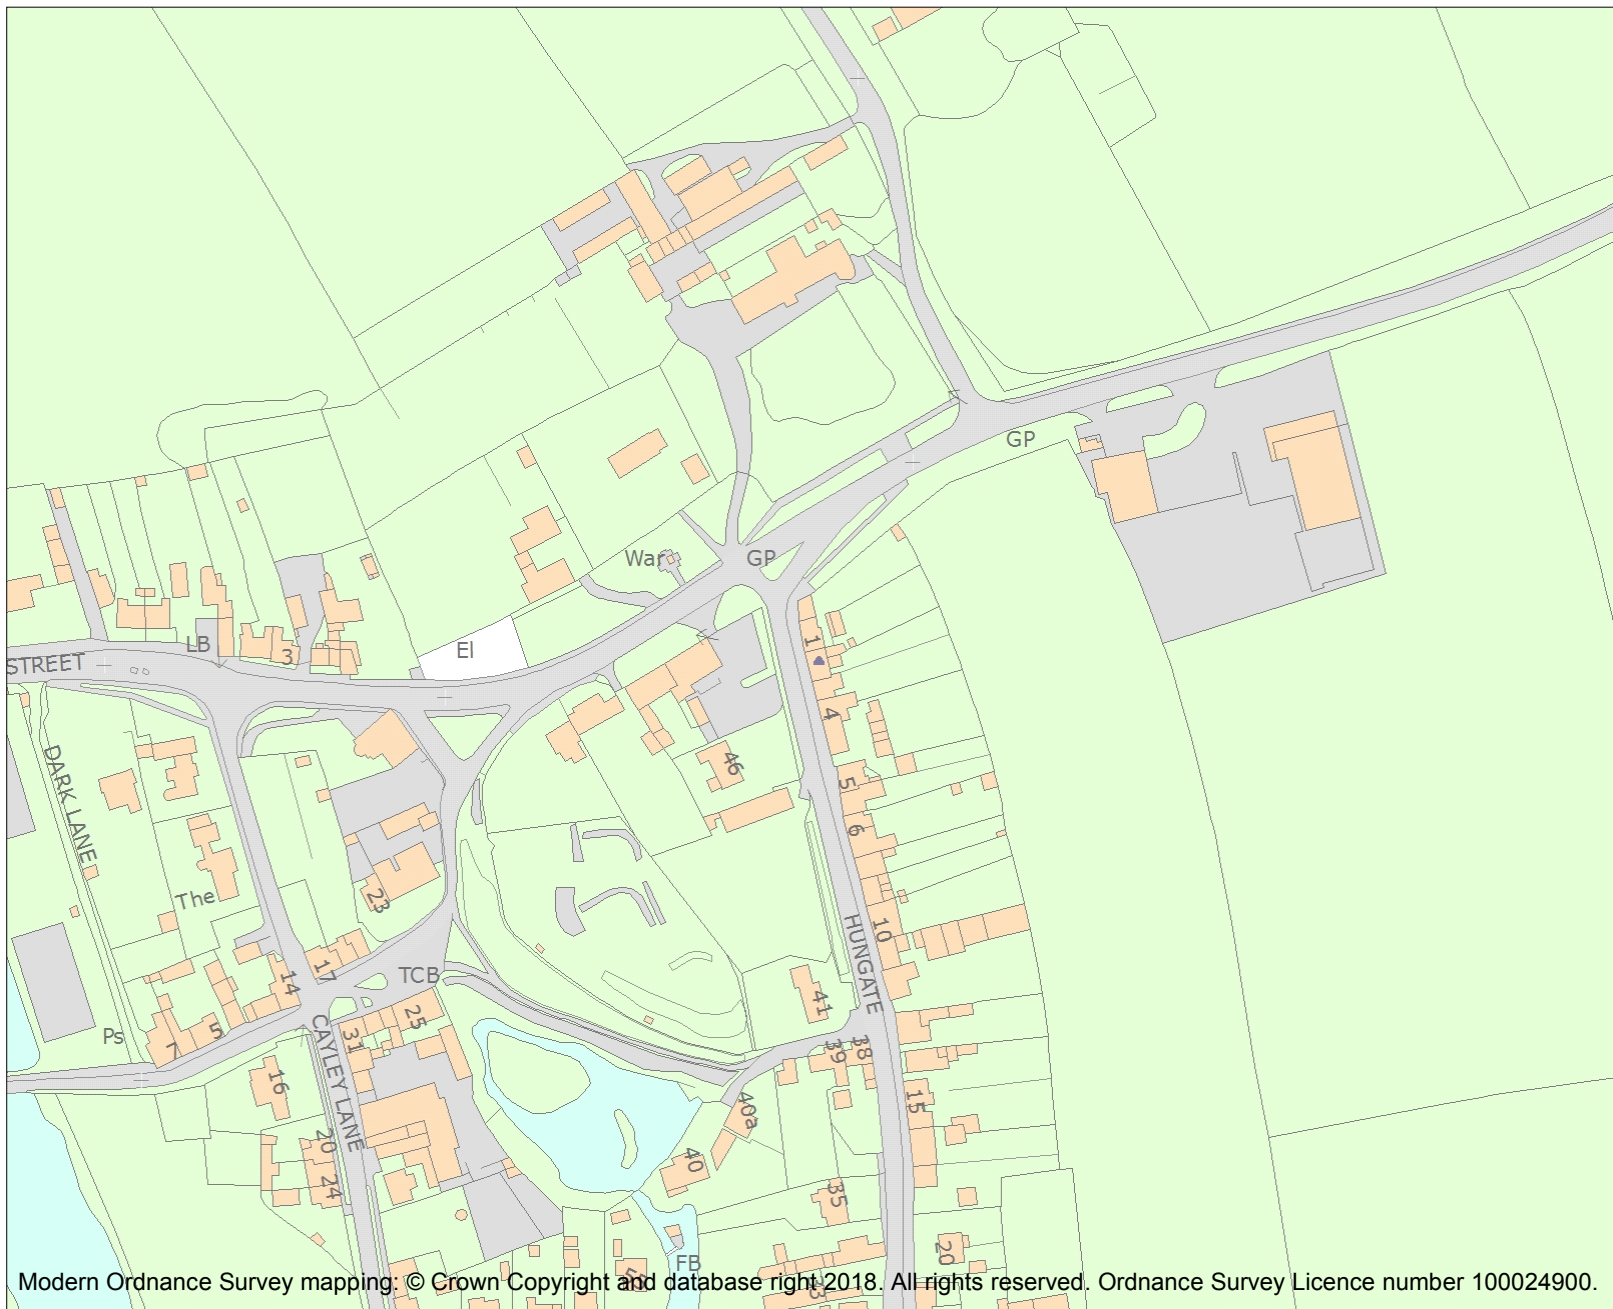 GP
War
GP
LB
El
STREET
3
1
4
DARK LANE
46
5
6
The
23
10
HUNGATE
17
14
TCB
41
25
Ps
5
7
31
CAYLEY LANE
39
38
16
40a
15
20
40
24
35
20
FB
33
Modern Ordnance Survey mapping: © Crown Copyright and database right 2018. All rights reserved. Ordnance Survey Licence number 100024900.